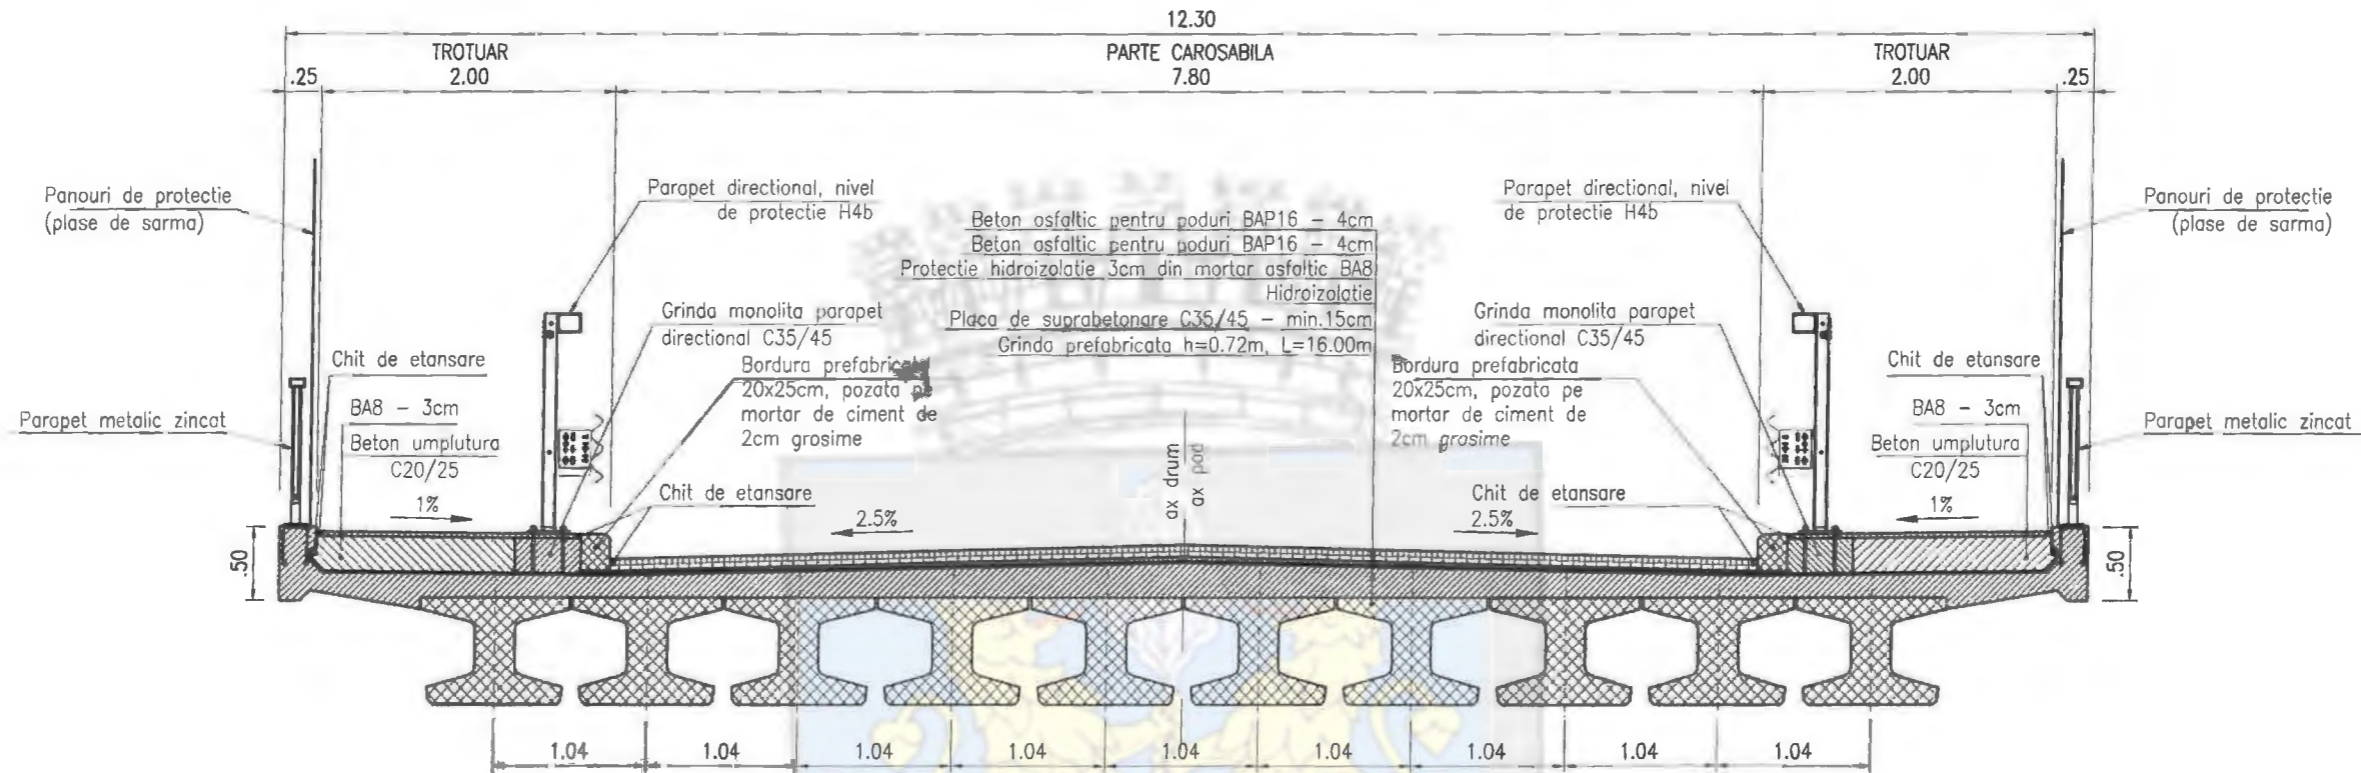 12.30
TROTUAR
PARTE CAROSABILA
TROTUAR
.25
2.00
7.80
2.00
.25
Panouri de protectie
(plase de sarma)
Parapet directional, nivel
de protectie H4b
Beton asfaltic pentru poduri BAP16 - 4cm
Beton asfaltic pentru poduri BAP16 - 4cm
Protectie hidroizolatie 3cm din mortar asfaltic BA8
Hidroizolatie
Placa de suprabetonare C35/45 - min.15cm
Grinda prefabricata h=0.72m, L=16.00m
Parapet directional, nivel
de protectie H4b
Panouri de protectie
(plase de sarma)
Grinda monolita parapet
directional C35/45
Grinda monolita parapet
directional C35/45
Chit de etansare
Bordura prefabricata
20x25cm, pozata pe
mortar de ciment de
2cm grosime
Bordura prefabricata
20x25cm, pozata pe
mortar de ciment de
2cm grosime
Chit de etansare
Parapet metalic zincat
BA8 - 3cm
Beton umplutura
C20/25
BA8 - 3cm
Beton umplutura
C20/25
Parapet metalic zincat
ax drum
ax pod
Chit de etansare
Chit de etansare
1%
2.5%
2.5%
1%
.50
.50
1.04
1.04
1.04
1.04
1.04
1.04
1.04
1.04
1.04